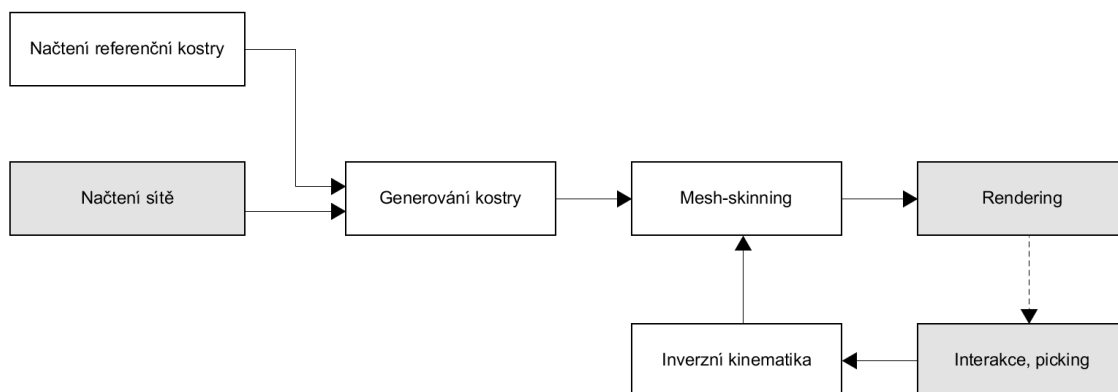 Načtení referenční kostry
Načtení sítě
Generování kostry
Mesh-skinning
Rendering
Inverzní kinematika
Interakce, picking